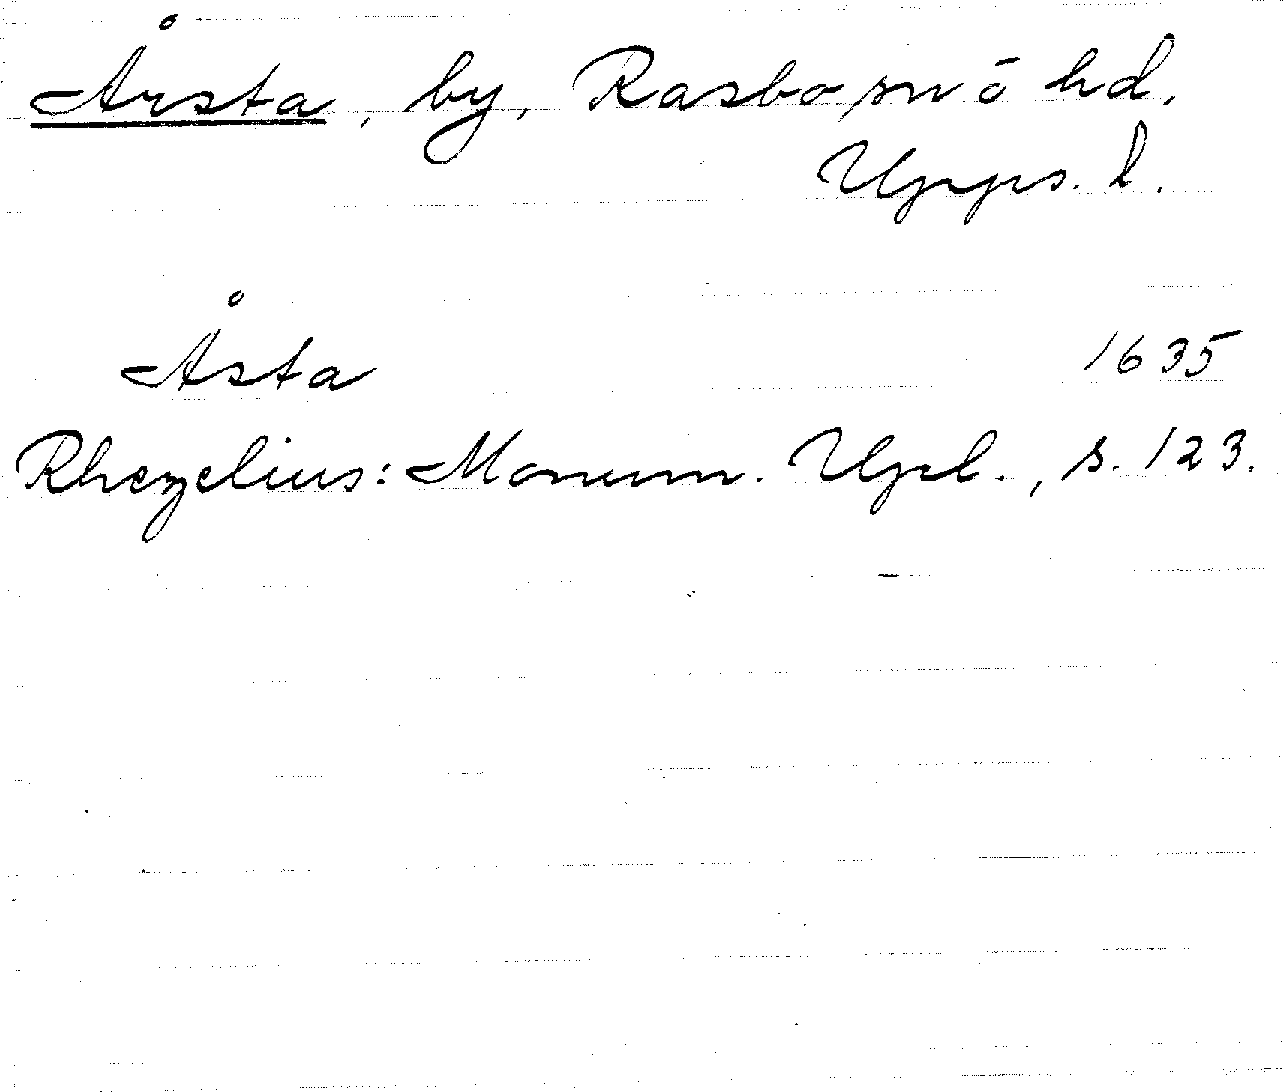 Årsta, by, Rasbo sn o hd,
Upps. l.
Åsta 1635
Rhezelius: Monum. Upl., s. 123.